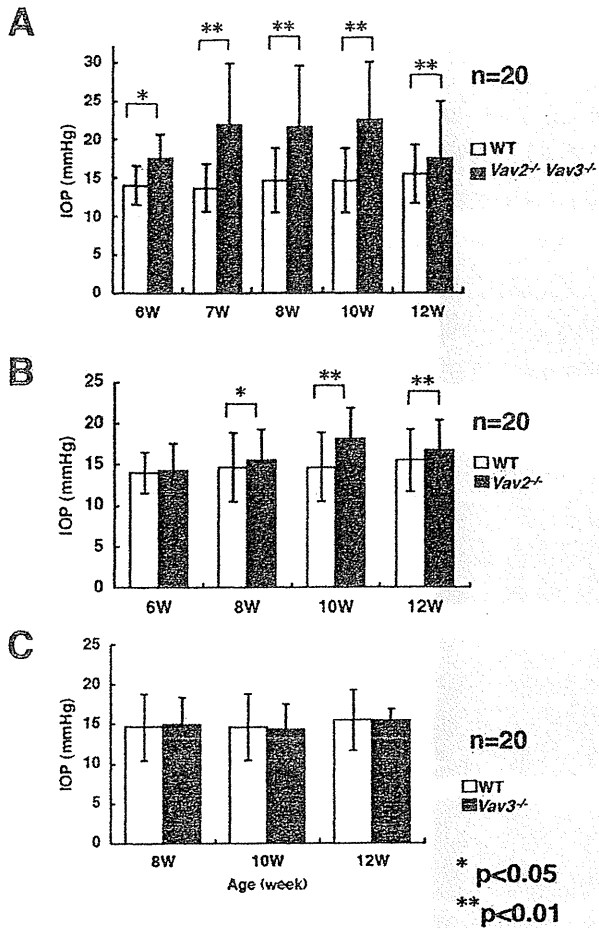 A
IOP (mmHg)
30
25
20
15
10
5
0
* ** ** ** **
6W 7W 8W 10W 12W
n=20
WT
Vav2-/- Vav3-/-
B
IOP (mmHg)
25
20
15
10
5
0
* ** **
6W 8W 10W 12W
n=20
WT
Vav2-/-
C
IOP (mmHg)
25
20
15
10
5
0
8W 10W 12W
Age (week)
n=20
WT
Vav3-/-
* p<0.05
** p<0.01